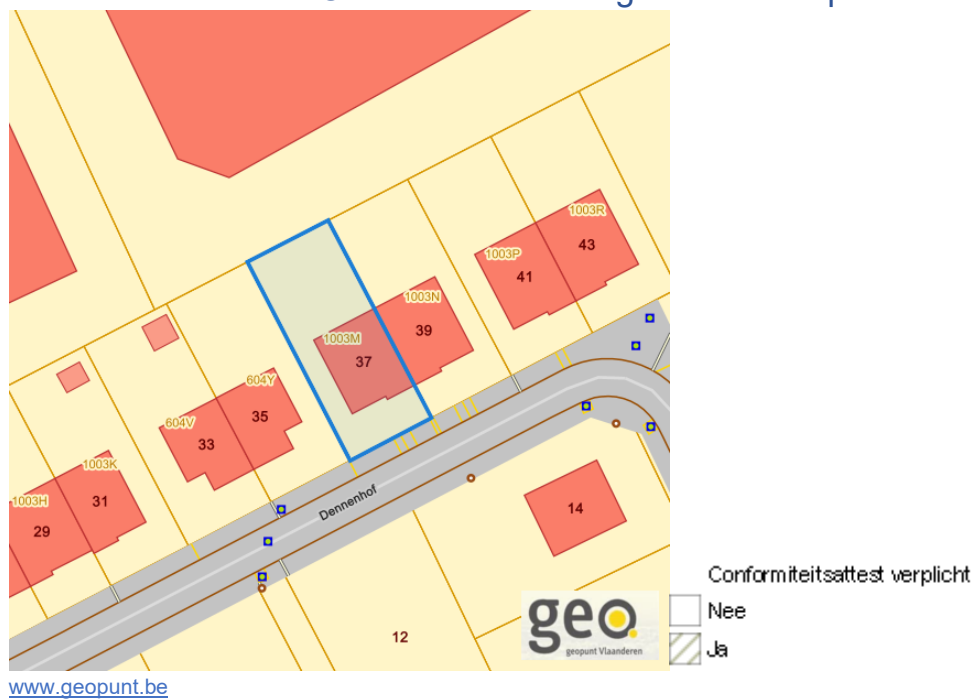 1003R
43
1003P
41
1003N
39
1003M
37
604Y
35
604V
33
1003K
31
1003H
29
Dennenhof
14
12
geo.
geopunt Vlaanderen
Conformiteitsattest verplicht
Nee
Ja
www.geopunt.be